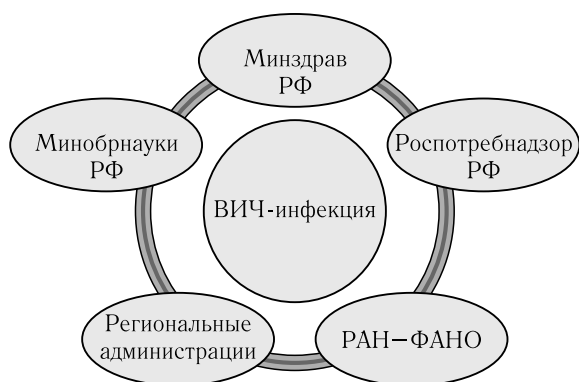 Минздрав
РФ
Минобрнауки
РФ
Роспотребнадзор
РФ
ВИЧ-инфекция
Региональные
администрации
РАН–ФАНО